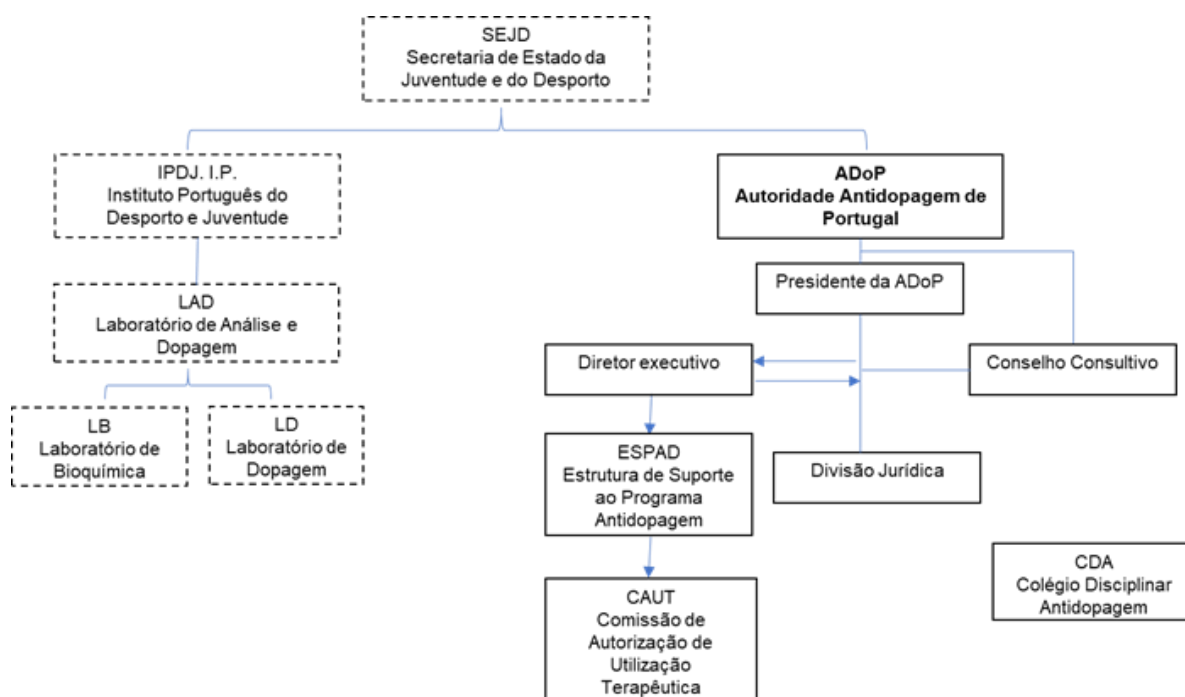 SEJD
Secretaria de Estado da
Juventude e do Desporto
IPDJ. I.P.
Instituto Português do
Desporto e Juventude
ADoP
Autoridade Antidopagem de
Portugal
Presidente da ADoP
LAD
Laboratório de Análise e
Dopagem
Diretor executivo
Conselho Consultivo
LB
Laboratório de
Bioquímica
LD
Laboratório de
Dopagem
ESPAD
Estrutura de Suporte
ao Programa
Antidopagem
Divisão Jurídica
CDA
Colégio Disciplinar
Antidopagem
CAUT
Comissão de
Autorização de
Utilização
Terapêutica